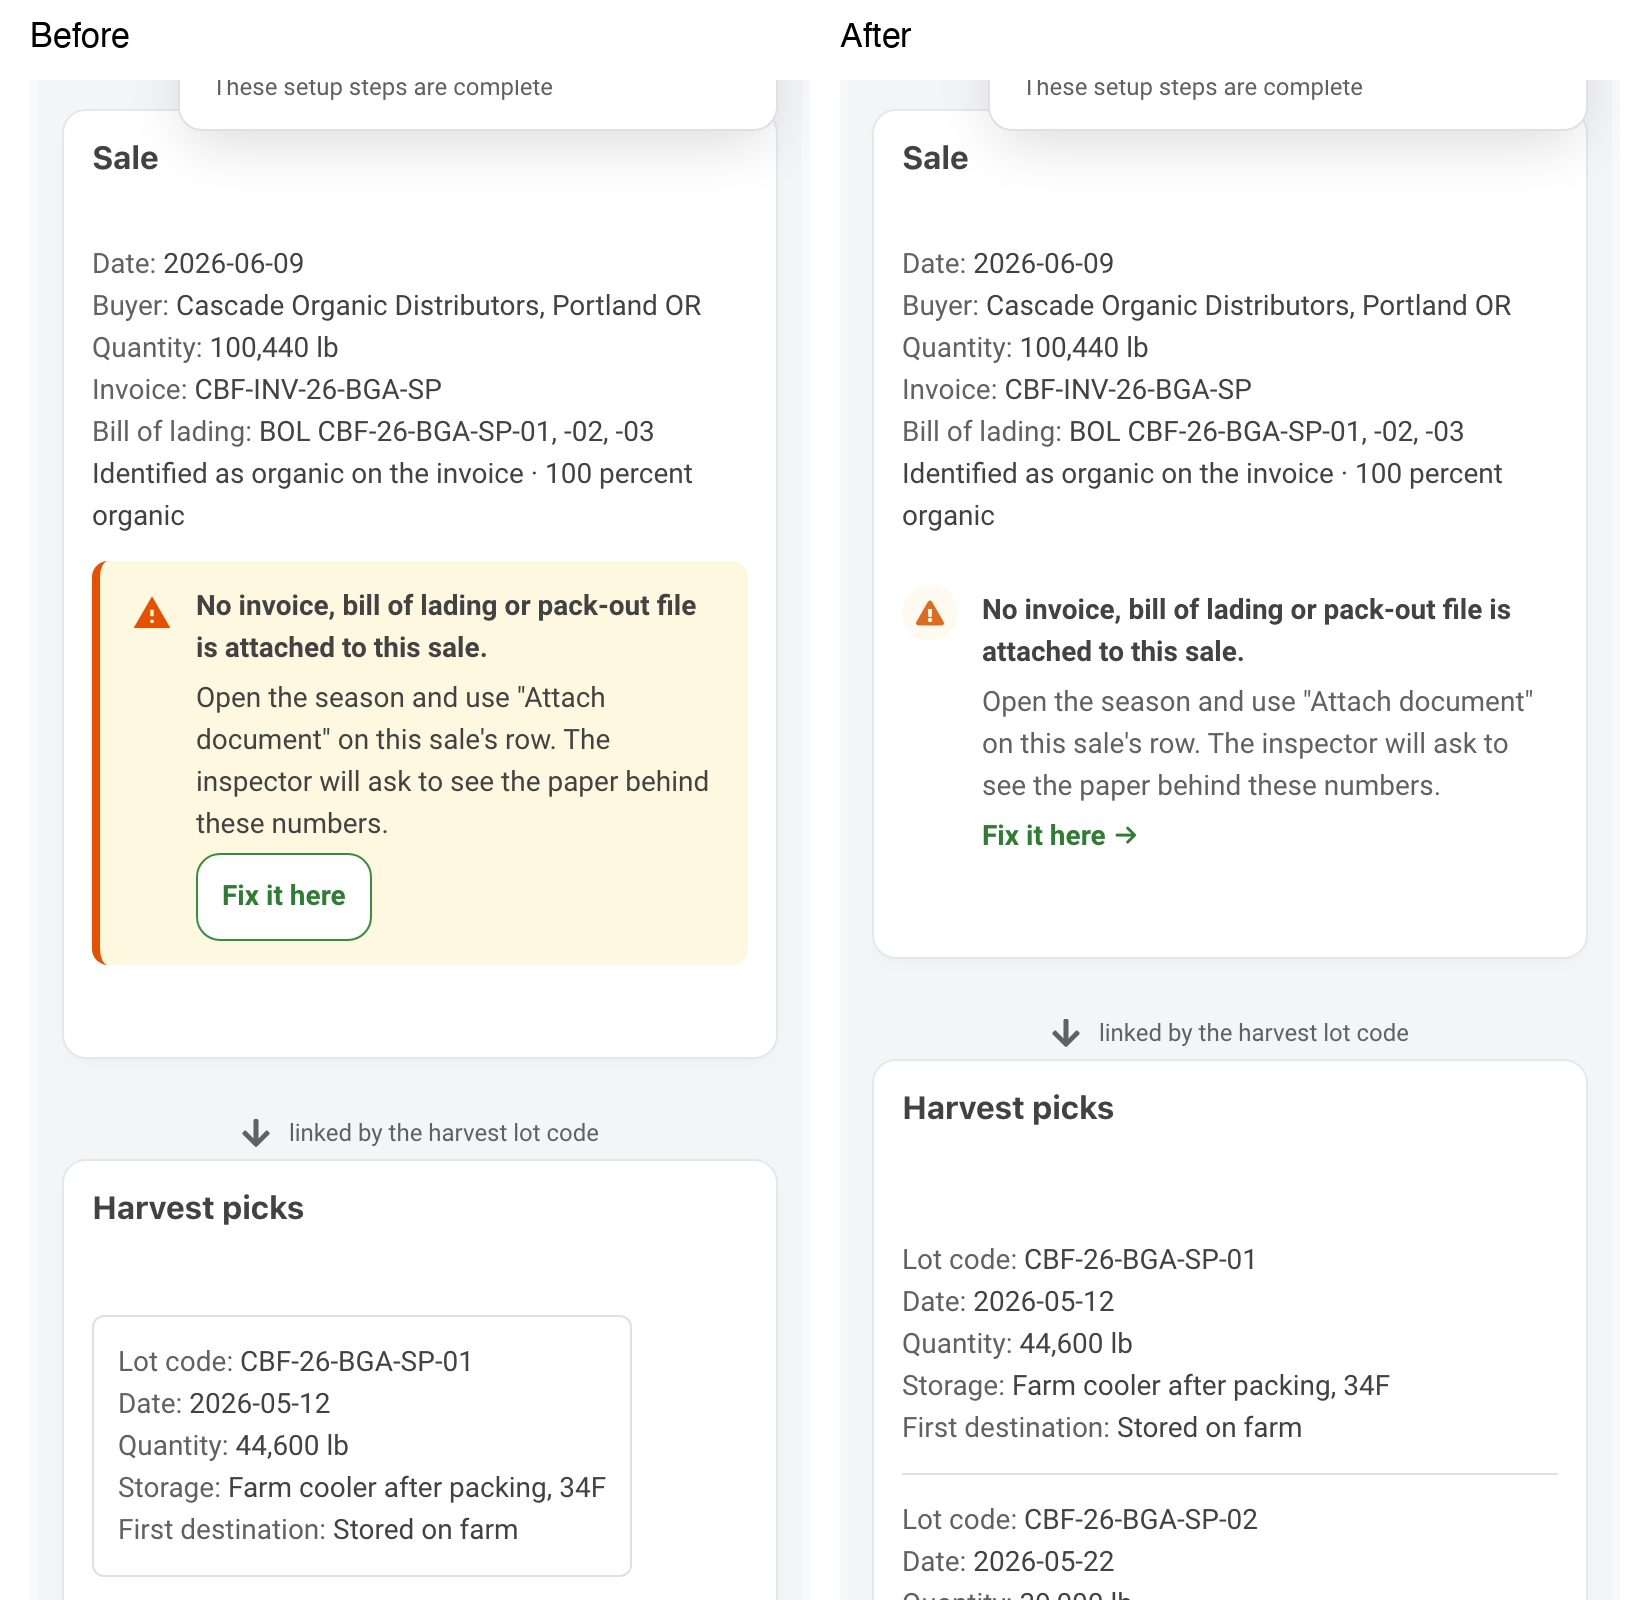 Before
These setup steps are complete
Sale
Date: 2026-06-09
Buyer: Cascade Organic Distributors, Portland OR
Quantity: 100,440 lb
Invoice: CBF-INV-26-BGA-SP
Bill of lading: BOL CBF-26-BGA-SP-01, -02, -03
Identified as organic on the invoice · 100 percent
organic
No invoice, bill of lading or pack-out file
is attached to this sale.
Open the season and use "Attach
document" on this sale's row. The
inspector will ask to see the paper behind
these numbers.
Fix it here
linked by the harvest lot code
Harvest picks
Lot code: CBF-26-BGA-SP-01
Date: 2026-05-12
Quantity: 44,600 lb
Storage: Farm cooler after packing, 34F
First destination: Stored on farm
After
These setup steps are complete
Sale
Date: 2026-06-09
Buyer: Cascade Organic Distributors, Portland OR
Quantity: 100,440 lb
Invoice: CBF-INV-26-BGA-SP
Bill of lading: BOL CBF-26-BGA-SP-01, -02, -03
Identified as organic on the invoice · 100 percent
organic
No invoice, bill of lading or pack-out file is
attached to this sale.
Open the season and use "Attach document"
on this sale's row. The inspector will ask to
see the paper behind these numbers.
Fix it here →
linked by the harvest lot code
Harvest picks
Lot code: CBF-26-BGA-SP-01
Date: 2026-05-12
Quantity: 44,600 lb
Storage: Farm cooler after packing, 34F
First destination: Stored on farm
Lot code: CBF-26-BGA-SP-02
Date: 2026-05-22
Quantity: lb